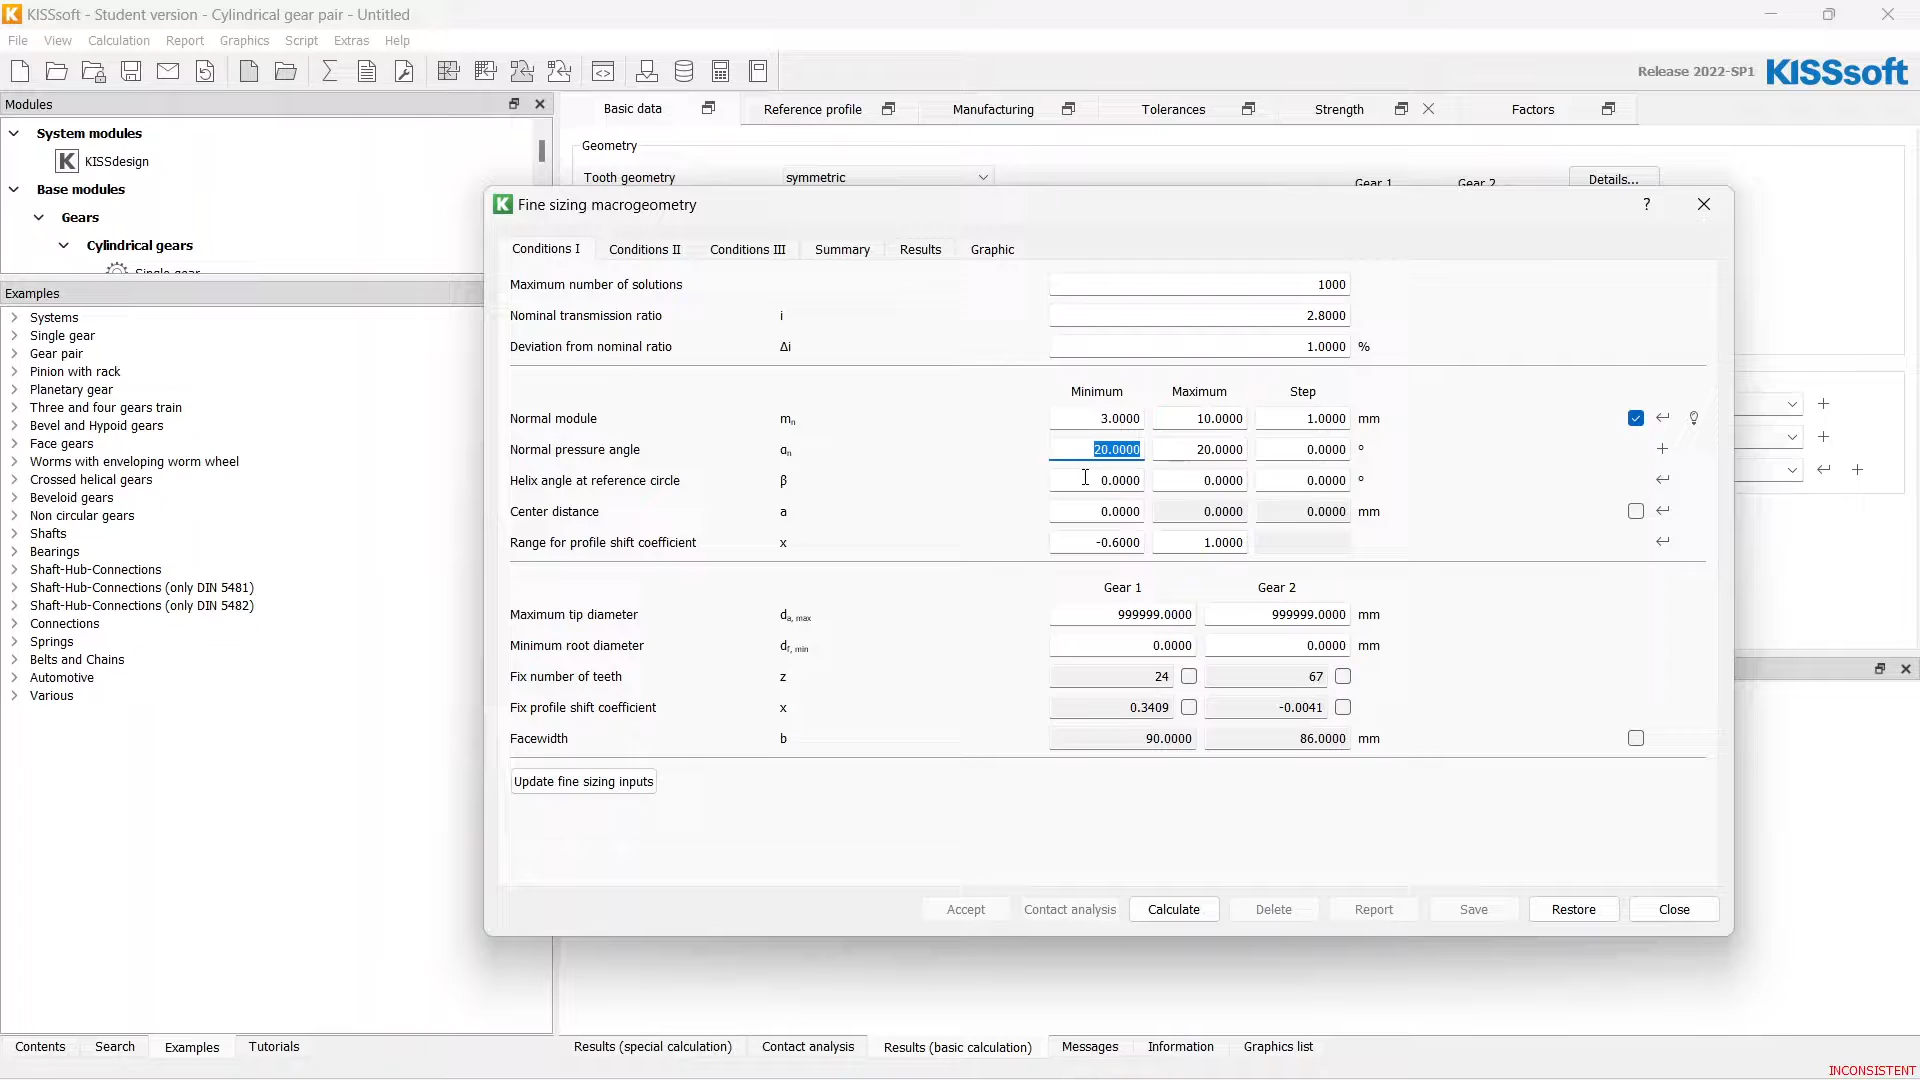 KISSsoft - Student version - Cylindrical gear pair - Untitled
File View Calculation Report Graphics Script Extras Help
Release 2022-SP1 KISSsoft
Modules
System modules
K KISSdesign
Base modules
Gears
Cylindrical gears
Single gear
Examples
Systems
Single gear
Gear pair
Pinion with rack
Planetary gear
Three and four gears train
Bevel and Hypoid gears
Face gears
Worms with enveloping worm wheel
Crossed helical gears
Beveloid gears
Non circular gears
Shafts
Bearings
Shaft-Hub-Connections
Shaft-Hub-Connections (only DIN 5481)
Shaft-Hub-Connections (only DIN 5482)
Connections
Springs
Belts and Chains
Automotive
Various
Contents Search Examples Tutorials
Basic data Reference profile Manufacturing Tolerances Strength Factors
Geometry
Tooth geometry symmetric Gear 1 Gear 2 Details...
K Fine sizing macrogeometry ?
Conditions I Conditions II Conditions III Summary Results Graphic
Maximum number of solutions 1000
Nominal transmission ratio i 2.8000
Deviation from nominal ratio Δi 1.0000 %
Minimum Maximum Step
Normal module mn 3.0000 10.0000 1.0000 mm
Normal pressure angle αn 20.0000 20.0000 0.0000 °
Helix angle at reference circle β 0.0000 0.0000 0.0000 °
Center distance a 0.0000 0.0000 0.0000 mm
Range for profile shift coefficient x -0.6000 1.0000
Gear 1 Gear 2
Maximum tip diameter da, max 999999.0000 999999.0000 mm
Minimum root diameter df, min 0.0000 0.0000 mm
Fix number of teeth z 24 67
Fix profile shift coefficient x 0.3409 -0.0041
Facewidth b 90.0000 86.0000 mm
Update fine sizing inputs
Accept Contact analysis Calculate Delete Report Save Restore Close
Results (special calculation) Contact analysis Results (basic calculation) Messages Information Graphics list
INCONSISTENT